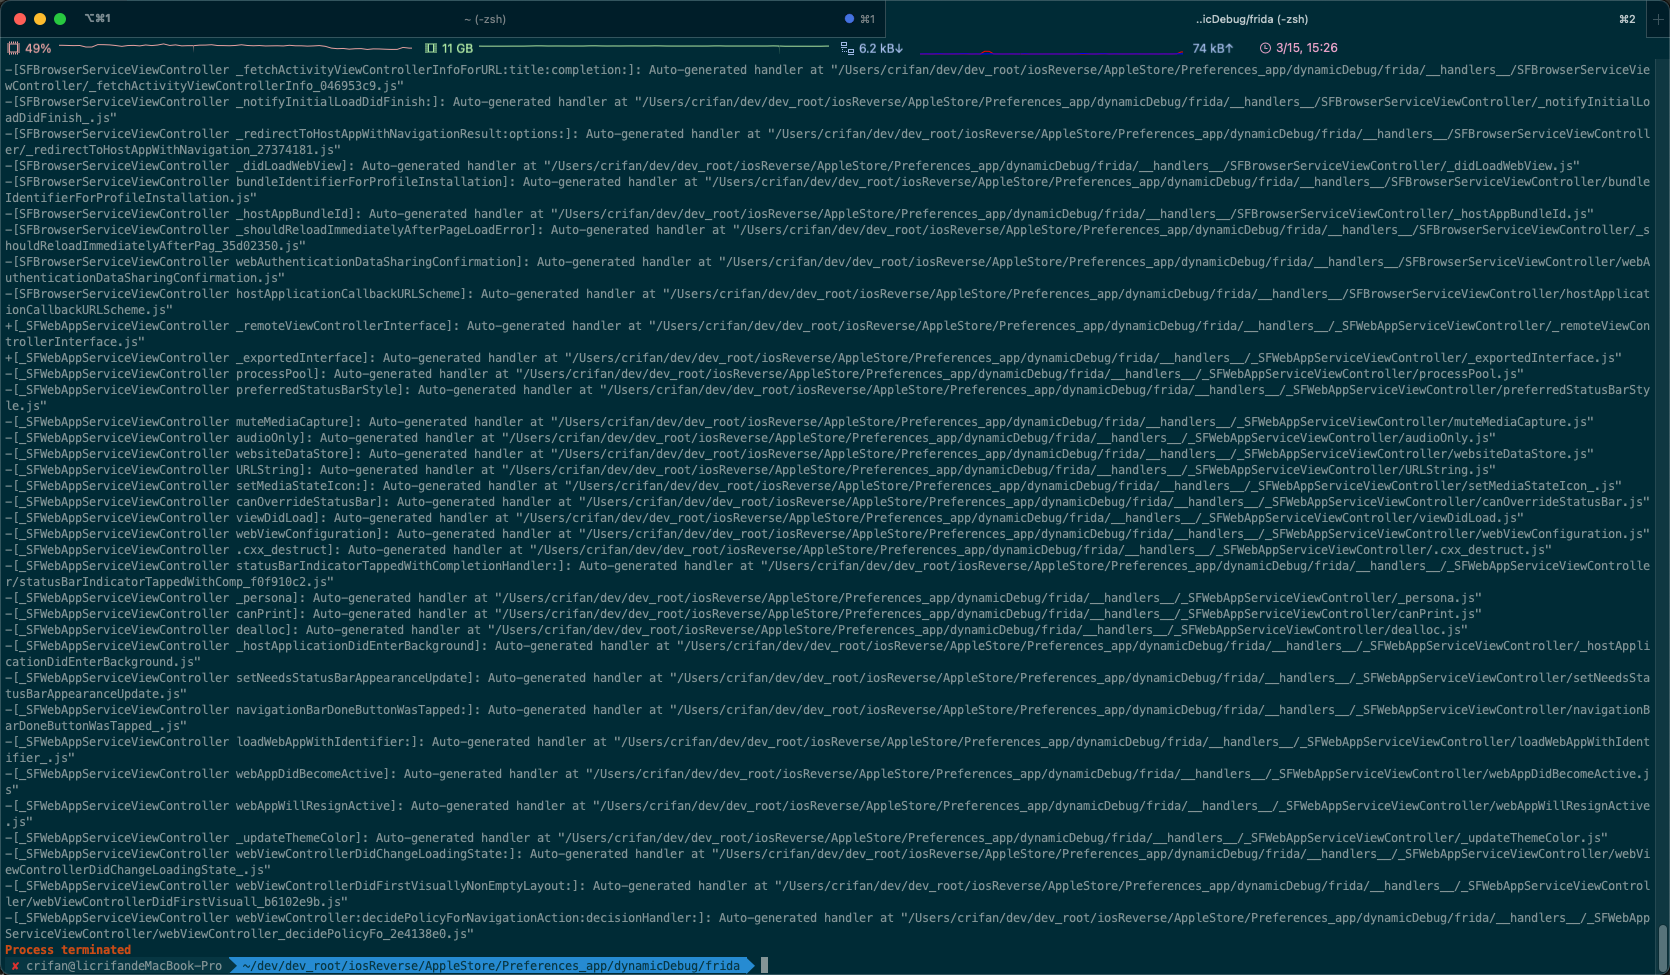 ⌥⌘1
~ (-zsh)
⌘1
..icDebug/frida (-zsh)
⌘2
49%
11 GB
6.2 kB↓
74 kB↑
3/15, 15:26
-[SFBrowserServiceViewController _fetchActivityViewControllerInfoForURL:title:completion:]: Auto-generated handler at "/Users/crifan/dev/dev_root/iosReverse/AppleStore/Preferences_app/dynamicDebug/frida/__handlers__/SFBrowserServiceVie
wController/_fetchActivityViewControllerInfo_046953c9.js"
-[SFBrowserServiceViewController _notifyInitialLoadDidFinish:]: Auto-generated handler at "/Users/crifan/dev/dev_root/iosReverse/AppleStore/Preferences_app/dynamicDebug/frida/__handlers__/SFBrowserServiceViewController/_notifyInitialLo
adDidFinish_.js"
-[SFBrowserServiceViewController _redirectToHostAppWithNavigationResult:options:]: Auto-generated handler at "/Users/crifan/dev/dev_root/iosReverse/AppleStore/Preferences_app/dynamicDebug/frida/__handlers__/SFBrowserServiceViewControll
er/_redirectToHostAppWithNavigation_27374181.js"
-[SFBrowserServiceViewController _didLoadWebView]: Auto-generated handler at "/Users/crifan/dev/dev_root/iosReverse/AppleStore/Preferences_app/dynamicDebug/frida/__handlers__/SFBrowserServiceViewController/_didLoadWebView.js"
-[SFBrowserServiceViewController bundleIdentifierForProfileInstallation]: Auto-generated handler at "/Users/crifan/dev/dev_root/iosReverse/AppleStore/Preferences_app/dynamicDebug/frida/__handlers__/SFBrowserServiceViewController/bundle
IdentifierForProfileInstallation.js"
-[SFBrowserServiceViewController _hostAppBundleId]: Auto-generated handler at "/Users/crifan/dev/dev_root/iosReverse/AppleStore/Preferences_app/dynamicDebug/frida/__handlers__/SFBrowserServiceViewController/_hostAppBundleId.js"
-[SFBrowserServiceViewController _shouldReloadImmediatelyAfterPageLoadError]: Auto-generated handler at "/Users/crifan/dev/dev_root/iosReverse/AppleStore/Preferences_app/dynamicDebug/frida/__handlers__/SFBrowserServiceViewController/_s
houldReloadImmediatelyAfterPag_35d02350.js"
-[SFBrowserServiceViewController webAuthenticationDataSharingConfirmation]: Auto-generated handler at "/Users/crifan/dev/dev_root/iosReverse/AppleStore/Preferences_app/dynamicDebug/frida/__handlers__/SFBrowserServiceViewController/webA
uthenticationDataSharingConfirmation.js"
-[SFBrowserServiceViewController hostApplicationCallbackURLScheme]: Auto-generated handler at "/Users/crifan/dev/dev_root/iosReverse/AppleStore/Preferences_app/dynamicDebug/frida/__handlers__/SFBrowserServiceViewController/hostApplicat
ionCallbackURLScheme.js"
+[_SFWebAppServiceViewController _remoteViewControllerInterface]: Auto-generated handler at "/Users/crifan/dev/dev_root/iosReverse/AppleStore/Preferences_app/dynamicDebug/frida/__handlers__/_SFWebAppServiceViewController/_remoteViewCon
trollerInterface.js"
+[_SFWebAppServiceViewController _exportedInterface]: Auto-generated handler at "/Users/crifan/dev/dev_root/iosReverse/AppleStore/Preferences_app/dynamicDebug/frida/__handlers__/_SFWebAppServiceViewController/_exportedInterface.js"
-[_SFWebAppServiceViewController processPool]: Auto-generated handler at "/Users/crifan/dev/dev_root/iosReverse/AppleStore/Preferences_app/dynamicDebug/frida/__handlers__/_SFWebAppServiceViewController/processPool.js"
-[_SFWebAppServiceViewController preferredStatusBarStyle]: Auto-generated handler at "/Users/crifan/dev/dev_root/iosReverse/AppleStore/Preferences_app/dynamicDebug/frida/__handlers__/_SFWebAppServiceViewController/preferredStatusBarSty
le.js"
-[_SFWebAppServiceViewController muteMediaCapture]: Auto-generated handler at "/Users/crifan/dev/dev_root/iosReverse/AppleStore/Preferences_app/dynamicDebug/frida/__handlers__/_SFWebAppServiceViewController/muteMediaCapture.js"
-[_SFWebAppServiceViewController audioOnly]: Auto-generated handler at "/Users/crifan/dev/dev_root/iosReverse/AppleStore/Preferences_app/dynamicDebug/frida/__handlers__/_SFWebAppServiceViewController/audioOnly.js"
-[_SFWebAppServiceViewController websiteDataStore]: Auto-generated handler at "/Users/crifan/dev/dev_root/iosReverse/AppleStore/Preferences_app/dynamicDebug/frida/__handlers__/_SFWebAppServiceViewController/websiteDataStore.js"
-[_SFWebAppServiceViewController URLString]: Auto-generated handler at "/Users/crifan/dev/dev_root/iosReverse/AppleStore/Preferences_app/dynamicDebug/frida/__handlers__/_SFWebAppServiceViewController/URLString.js"
-[_SFWebAppServiceViewController setMediaStateIcon:]: Auto-generated handler at "/Users/crifan/dev/dev_root/iosReverse/AppleStore/Preferences_app/dynamicDebug/frida/__handlers__/_SFWebAppServiceViewController/setMediaStateIcon_.js"
-[_SFWebAppServiceViewController canOverrideStatusBar]: Auto-generated handler at "/Users/crifan/dev/dev_root/iosReverse/AppleStore/Preferences_app/dynamicDebug/frida/__handlers__/_SFWebAppServiceViewController/canOverrideStatusBar.js"
-[_SFWebAppServiceViewController viewDidLoad]: Auto-generated handler at "/Users/crifan/dev/dev_root/iosReverse/AppleStore/Preferences_app/dynamicDebug/frida/__handlers__/_SFWebAppServiceViewController/viewDidLoad.js"
-[_SFWebAppServiceViewController webViewConfiguration]: Auto-generated handler at "/Users/crifan/dev/dev_root/iosReverse/AppleStore/Preferences_app/dynamicDebug/frida/__handlers__/_SFWebAppServiceViewController/webViewConfiguration.js"
-[_SFWebAppServiceViewController .cxx_destruct]: Auto-generated handler at "/Users/crifan/dev/dev_root/iosReverse/AppleStore/Preferences_app/dynamicDebug/frida/__handlers__/_SFWebAppServiceViewController/.cxx_destruct.js"
-[_SFWebAppServiceViewController statusBarIndicatorTappedWithCompletionHandler:]: Auto-generated handler at "/Users/crifan/dev/dev_root/iosReverse/AppleStore/Preferences_app/dynamicDebug/frida/__handlers__/_SFWebAppServiceViewControlle
r/statusBarIndicatorTappedWithComp_f0f910c2.js"
-[_SFWebAppServiceViewController _persona]: Auto-generated handler at "/Users/crifan/dev/dev_root/iosReverse/AppleStore/Preferences_app/dynamicDebug/frida/__handlers__/_SFWebAppServiceViewController/_persona.js"
-[_SFWebAppServiceViewController canPrint]: Auto-generated handler at "/Users/crifan/dev/dev_root/iosReverse/AppleStore/Preferences_app/dynamicDebug/frida/__handlers__/_SFWebAppServiceViewController/canPrint.js"
-[_SFWebAppServiceViewController dealloc]: Auto-generated handler at "/Users/crifan/dev/dev_root/iosReverse/AppleStore/Preferences_app/dynamicDebug/frida/__handlers__/_SFWebAppServiceViewController/dealloc.js"
-[_SFWebAppServiceViewController _hostApplicationDidEnterBackground]: Auto-generated handler at "/Users/crifan/dev/dev_root/iosReverse/AppleStore/Preferences_app/dynamicDebug/frida/__handlers__/_SFWebAppServiceViewController/_hostAppli
cationDidEnterBackground.js"
-[_SFWebAppServiceViewController setNeedsStatusBarAppearanceUpdate]: Auto-generated handler at "/Users/crifan/dev/dev_root/iosReverse/AppleStore/Preferences_app/dynamicDebug/frida/__handlers__/_SFWebAppServiceViewController/setNeedsSta
tusBarAppearanceUpdate.js"
-[_SFWebAppServiceViewController navigationBarDoneButtonWasTapped:]: Auto-generated handler at "/Users/crifan/dev/dev_root/iosReverse/AppleStore/Preferences_app/dynamicDebug/frida/__handlers__/_SFWebAppServiceViewController/navigationB
arDoneButtonWasTapped_.js"
-[_SFWebAppServiceViewController loadWebAppWithIdentifier:]: Auto-generated handler at "/Users/crifan/dev/dev_root/iosReverse/AppleStore/Preferences_app/dynamicDebug/frida/__handlers__/_SFWebAppServiceViewController/loadWebAppWithIdent
ifier_.js"
-[_SFWebAppServiceViewController webAppDidBecomeActive]: Auto-generated handler at "/Users/crifan/dev/dev_root/iosReverse/AppleStore/Preferences_app/dynamicDebug/frida/__handlers__/_SFWebAppServiceViewController/webAppDidBecomeActive.j
s"
-[_SFWebAppServiceViewController webAppWillResignActive]: Auto-generated handler at "/Users/crifan/dev/dev_root/iosReverse/AppleStore/Preferences_app/dynamicDebug/frida/__handlers__/_SFWebAppServiceViewController/webAppWillResignActive
.js"
-[_SFWebAppServiceViewController _updateThemeColor]: Auto-generated handler at "/Users/crifan/dev/dev_root/iosReverse/AppleStore/Preferences_app/dynamicDebug/frida/__handlers__/_SFWebAppServiceViewController/_updateThemeColor.js"
-[_SFWebAppServiceViewController webViewControllerDidChangeLoadingState:]: Auto-generated handler at "/Users/crifan/dev/dev_root/iosReverse/AppleStore/Preferences_app/dynamicDebug/frida/__handlers__/_SFWebAppServiceViewController/webVi
ewControllerDidChangeLoadingState_.js"
-[_SFWebAppServiceViewController webViewControllerDidFirstVisuallyNonEmptyLayout:]: Auto-generated handler at "/Users/crifan/dev/dev_root/iosReverse/AppleStore/Preferences_app/dynamicDebug/frida/__handlers__/_SFWebAppServiceViewControl
ler/webViewControllerDidFirstVisuall_b6102e9b.js"
-[_SFWebAppServiceViewController webViewController:decidePolicyForNavigationAction:decisionHandler:]: Auto-generated handler at "/Users/crifan/dev/dev_root/iosReverse/AppleStore/Preferences_app/dynamicDebug/frida/__handlers__/_SFWebApp
ServiceViewController/webViewController_decidePolicyFo_2e4138e0.js"
Process terminated
✘ crifan@licrifandeMacBook-Pro ~/dev/dev_root/iosReverse/AppleStore/Preferences_app/dynamicDebug/frida